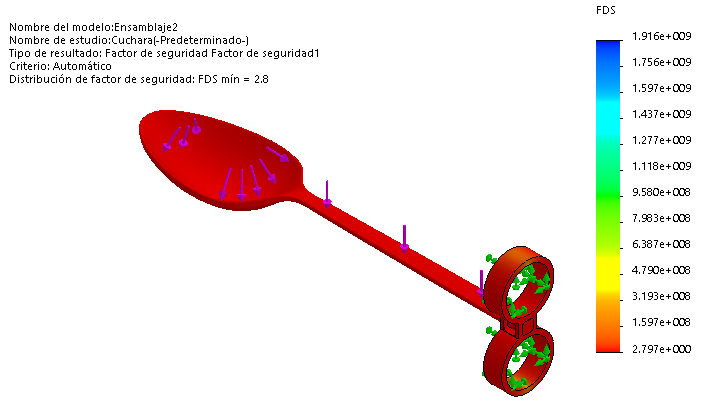 FDS
Nombre del modelo:Ensamblaje2
Nombre de estudio:Cuchara(-Predeterminado-)
Tipo de resultado: Factor de seguridad Factor de seguridad1
Criterio: Automático
Distribución de factor de seguridad: FDS mín = 2.8
1.916e+009
1.756e+009
1.597e+009
1.437e+009
1.277e+009
1.118e+009
9.580e+008
7.983e+008
6.387e+008
4.790e+008
3.193e+008
1.597e+008
2.797e+000